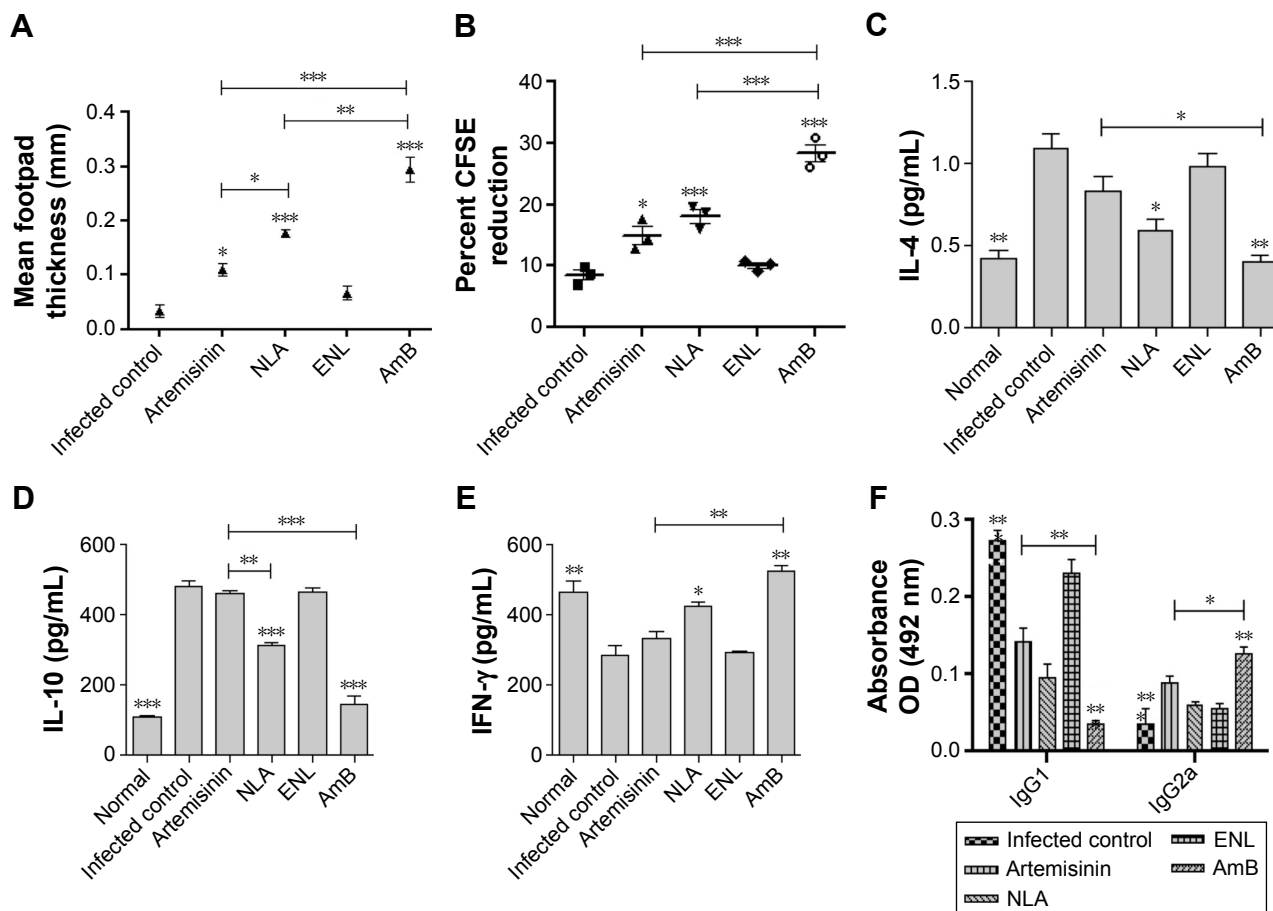 A
***
**
0.4
***
0.3
*
***
0.2
*
0.1
0.0
Mean footpad
thickness (mm)
Infected control
Artemisinin
NLA
ENL
AmB
B
***
***
40
***
30
***
*
20
10
0
Percent fnt CFSE
reduction
Infected control
Artemisinin
NLA
ENL
AmB
C
1.5
*
1.0
*
**
**
0.5
0.0
IL-4 (pg/mL)
Normal
Infected control
Artemisinin
NLA
ENL
AmB
D
***
600
**
400
***
***
200
***
0
IL-10 (pg/mL)
Normal
Infected control
Artemisinin
NLA
ENL
AmB
E
**
600
**
**
*
400
200
0
IFN-γ (pg/mL)
Normal
Infected control
Artemisinin
NLA
ENL
AmB
F
0.3
**
*
**
0.2
*
**
0.1
**
*
**
0.0
Absorbance
OD (492 nm)
IgG1
IgG2a
Infected control
Artemisinin
NLA
ENL
AmB